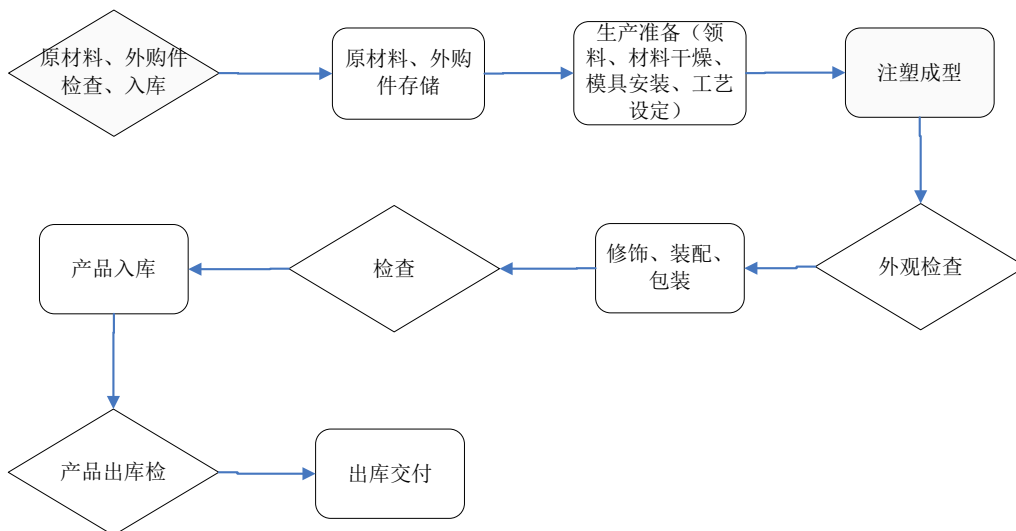 原材料、外购件
检查、入库
原材料、外购
件存储
生产准备（领
料、材料干燥、
模具安装、工艺
设定）
注塑成型
外观检查
修饰、装配、
包装
检查
产品入库
产品出库检
出库交付